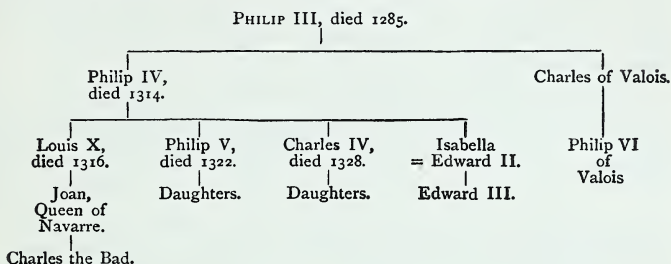 PHILIP III, died 1285.
Philip IV,
died 1314.
Charles of Valois.
Louis X,
died 1316.
Philip V,
died 1322.
Charles IV,
died 1328.
Isabella
= Edward II.
Philip VI
of
Valois
Joan,
Queen of
Navarre.
Daughters.
Daughters.
Edward III.
Charles the Bad.